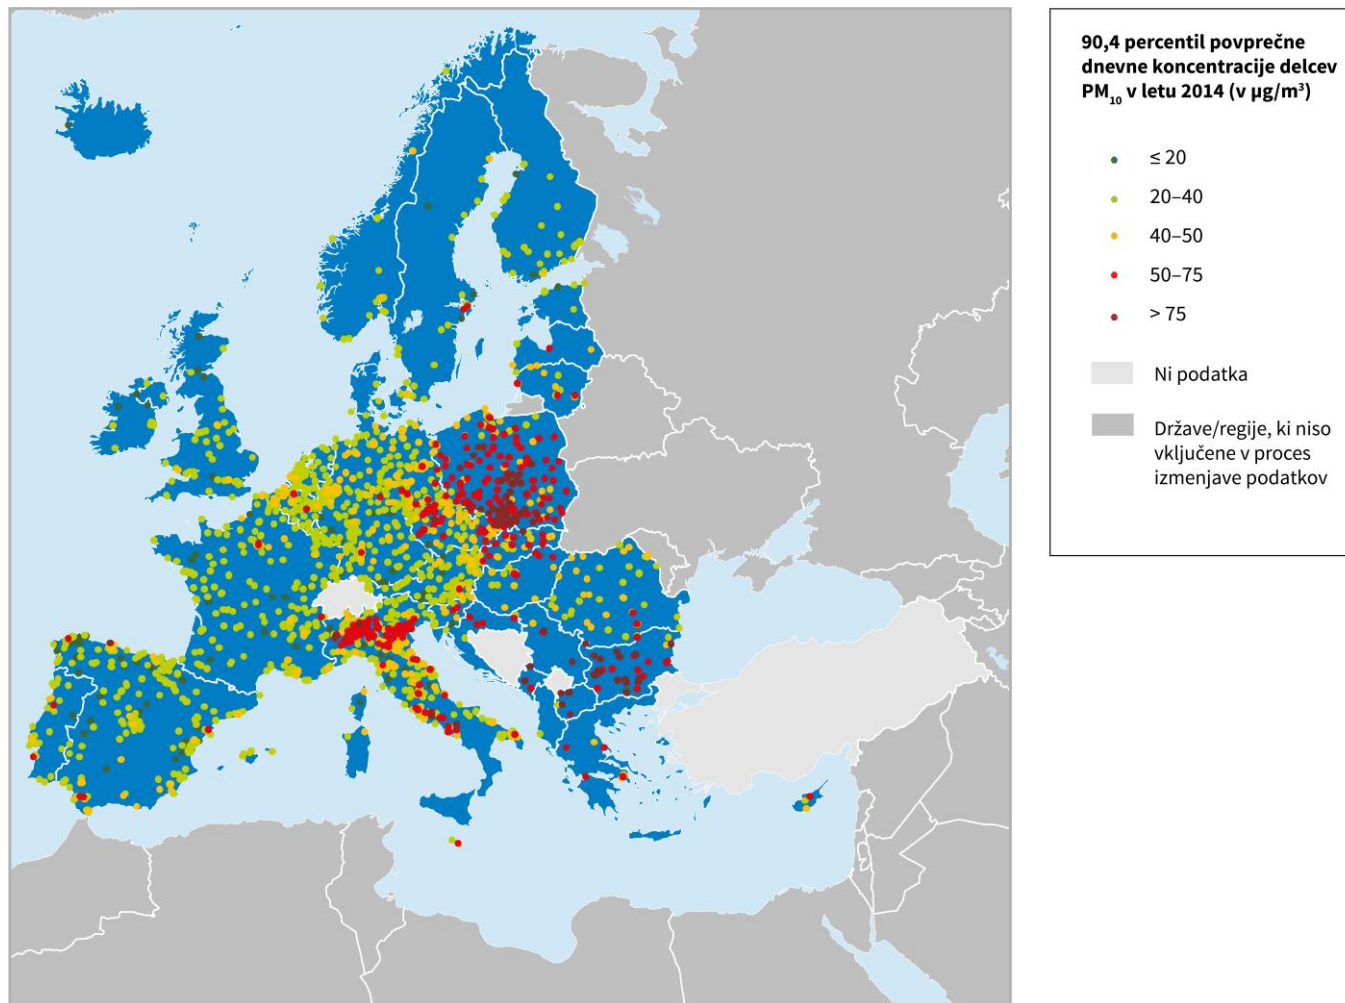 90,4 percentil povprečne
dnevne koncentracije delcev
PM₁₀ v letu 2014 (v µg/m³)
≤ 20
20–40
40–50
50–75
> 75
Ni podatka
Države/regije, ki niso
vključene v proces
izmenjave podatkov